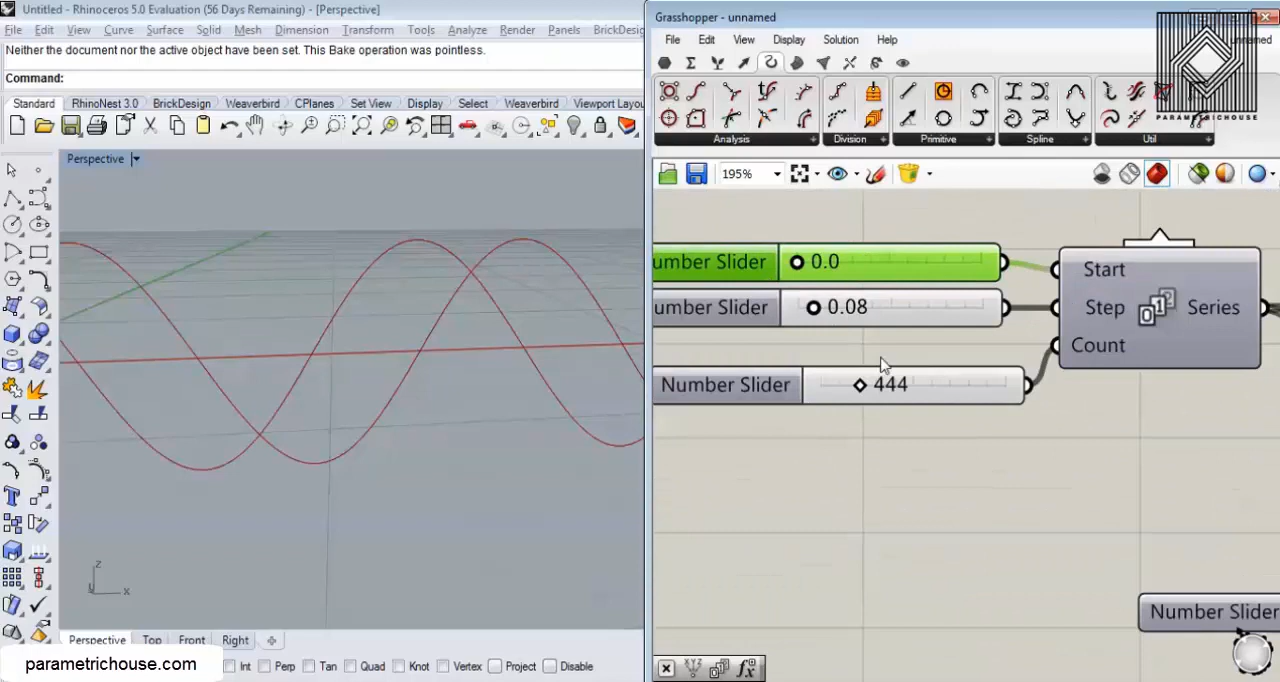 Untitled - Rhinoceros 5.0 Evaluation (56 Days Remaining) - [Perspective]
File Edit View Curve Surface Solid Mesh Dimension Transform Tools Analyze Render Panels BrickDesign
Neither the document nor the active object have been set. This Bake operation was pointless.
Command:
Standard RhinoNest 3.0 BrickDesign Weaverbird CPlanes Set View Display Select Weaverbird Viewport Layou
Perspective
z
x
y
Perspective Top Front Right
Int Perp Tan Quad Knot Vertex Project Disable
parametrichouse.com
Grasshopper - unnamed
File Edit View Display Solution Help
unnamed
PARAMETRICHOUSE
Analysis Division Primitive Spline Util
195%
umber Slider 0.0
umber Slider 0.08
Number Slider 444
Start
Step Series
Count
Number Slider